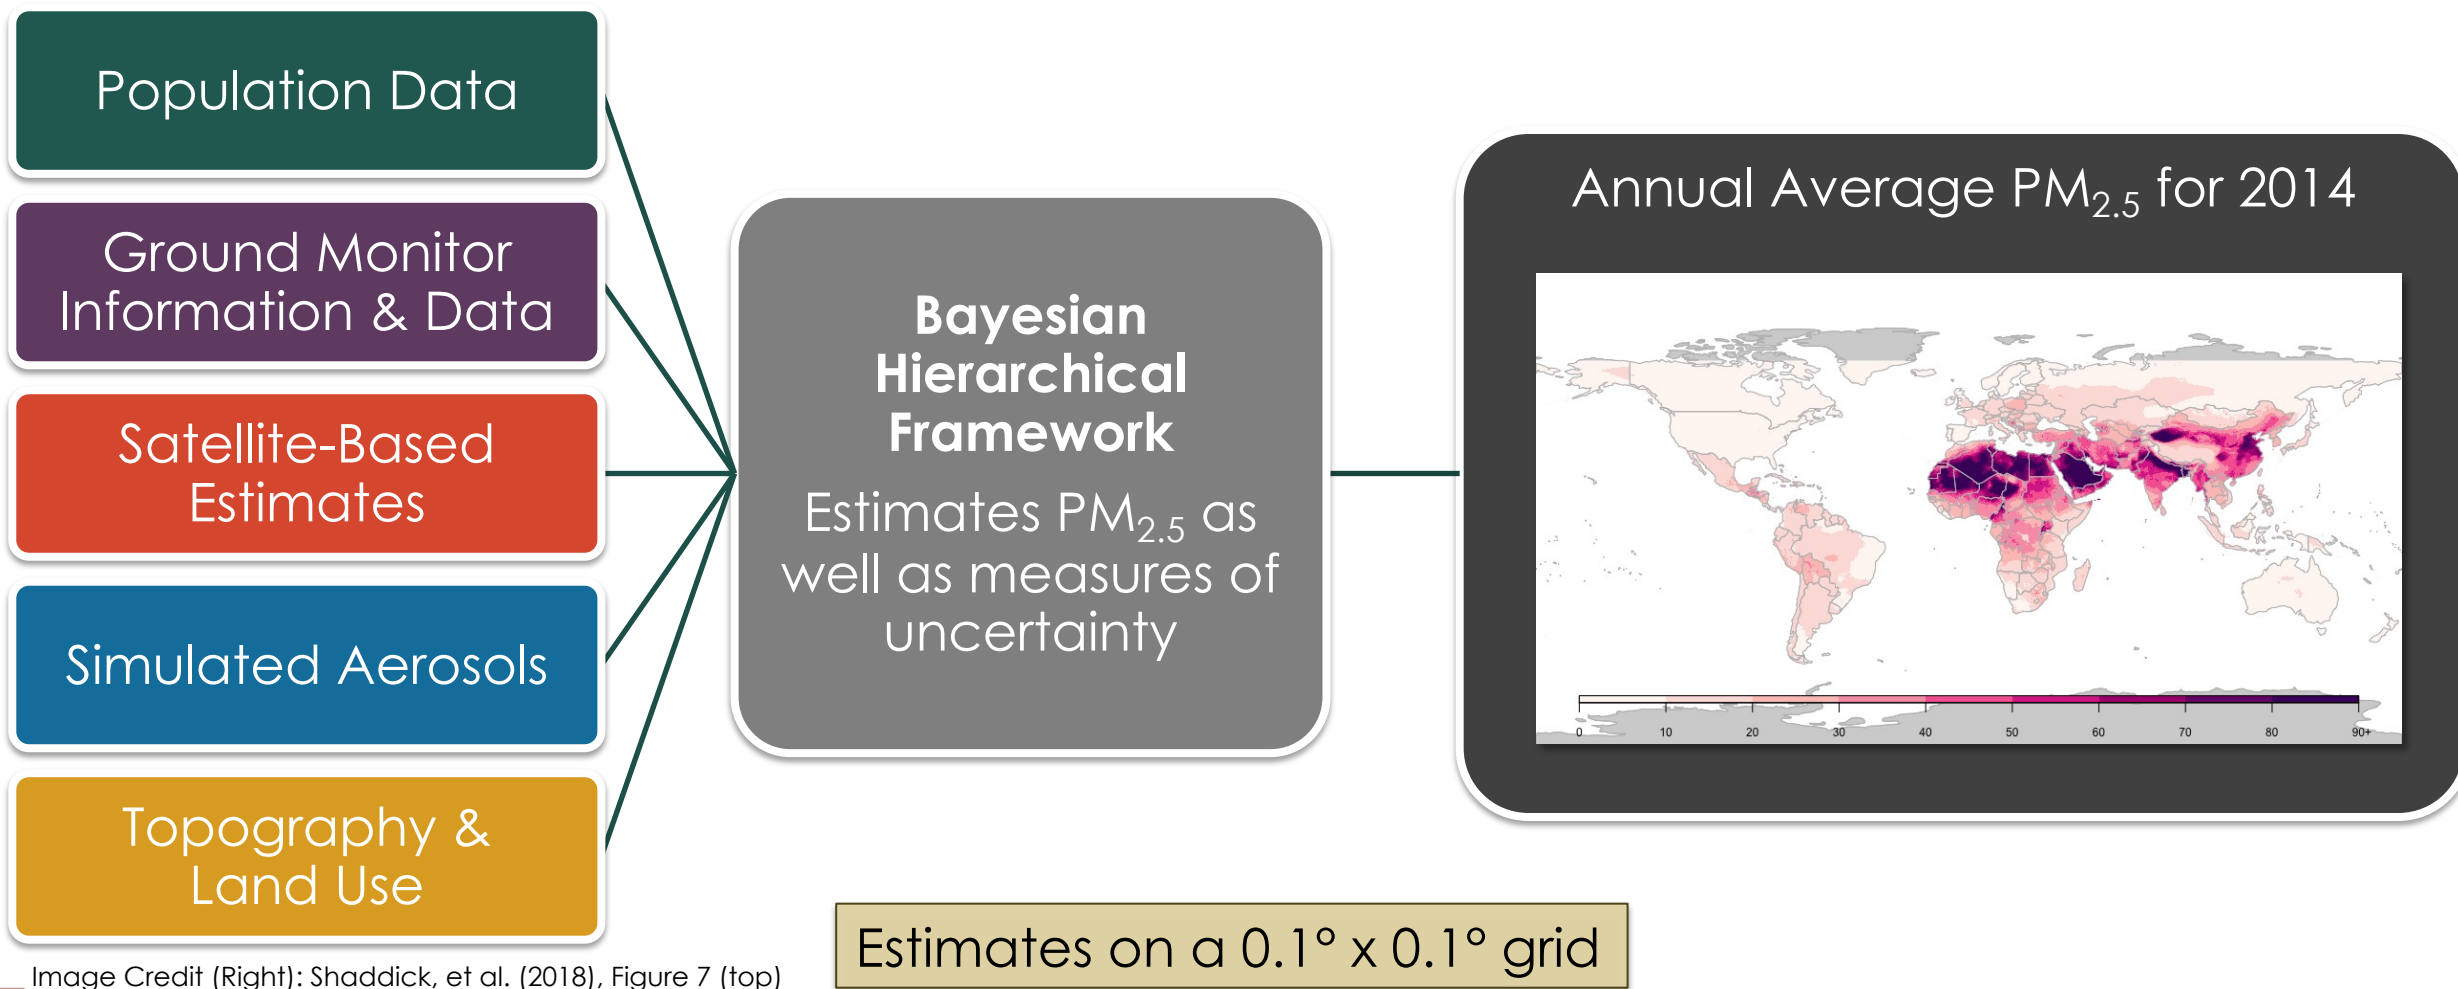 Population Data
Ground Monitor
Information & Data
Satellite-Based
Estimates
Simulated Aerosols
Topography &
Land Use
Bayesian
Hierarchical
Framework
Estimates PM2.5 as
well as measures of
uncertainty
Annual Average PM2.5 for 2014
0 10 20 30 40 50 60 70 80 90+
Estimates on a 0.1° x 0.1° grid
Image Credit (Right): Shaddick, et al. (2018), Figure 7 (top)